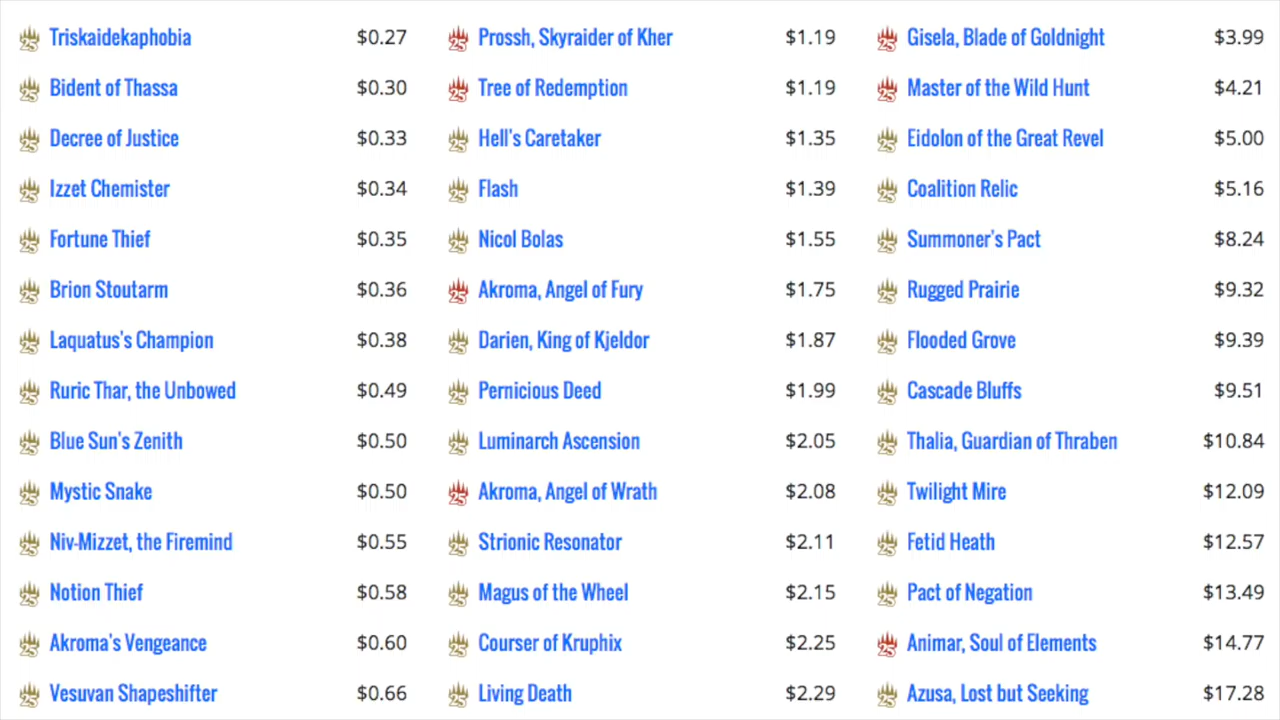 Triskaidekaphobia $0.27
Bident of Thassa $0.30
Decree of Justice $0.33
Izzet Chemister $0.34
Fortune Thief $0.35
Brion Stoutarm $0.36
Laquatus's Champion $0.38
Ruric Thar, the Unbowed $0.49
Blue Sun's Zenith $0.50
Mystic Snake $0.50
Niv-Mizzet, the Firemind $0.55
Notion Thief $0.58
Akroma's Vengeance $0.60
Vesuvan Shapeshifter $0.66
Prossh, Skyraider of Kher $1.19
Tree of Redemption $1.19
Hell's Caretaker $1.35
Flash $1.39
Nicol Bolas $1.55
Akroma, Angel of Fury $1.75
Darien, King of Kjeldor $1.87
Pernicious Deed $1.99
Luminarch Ascension $2.05
Akroma, Angel of Wrath $2.08
Strionic Resonator $2.11
Magus of the Wheel $2.15
Courser of Kruphix $2.25
Living Death $2.29
Gisela, Blade of Goldnight $3.99
Master of the Wild Hunt $4.21
Eidolon of the Great Revel $5.00
Coalition Relic $5.16
Summoner's Pact $8.24
Rugged Prairie $9.32
Flooded Grove $9.39
Cascade Bluffs $9.51
Thalia, Guardian of Thraben $10.84
Twilight Mire $12.09
Fetid Heath $12.57
Pact of Negation $13.49
Animar, Soul of Elements $14.77
Azusa, Lost but Seeking $17.28